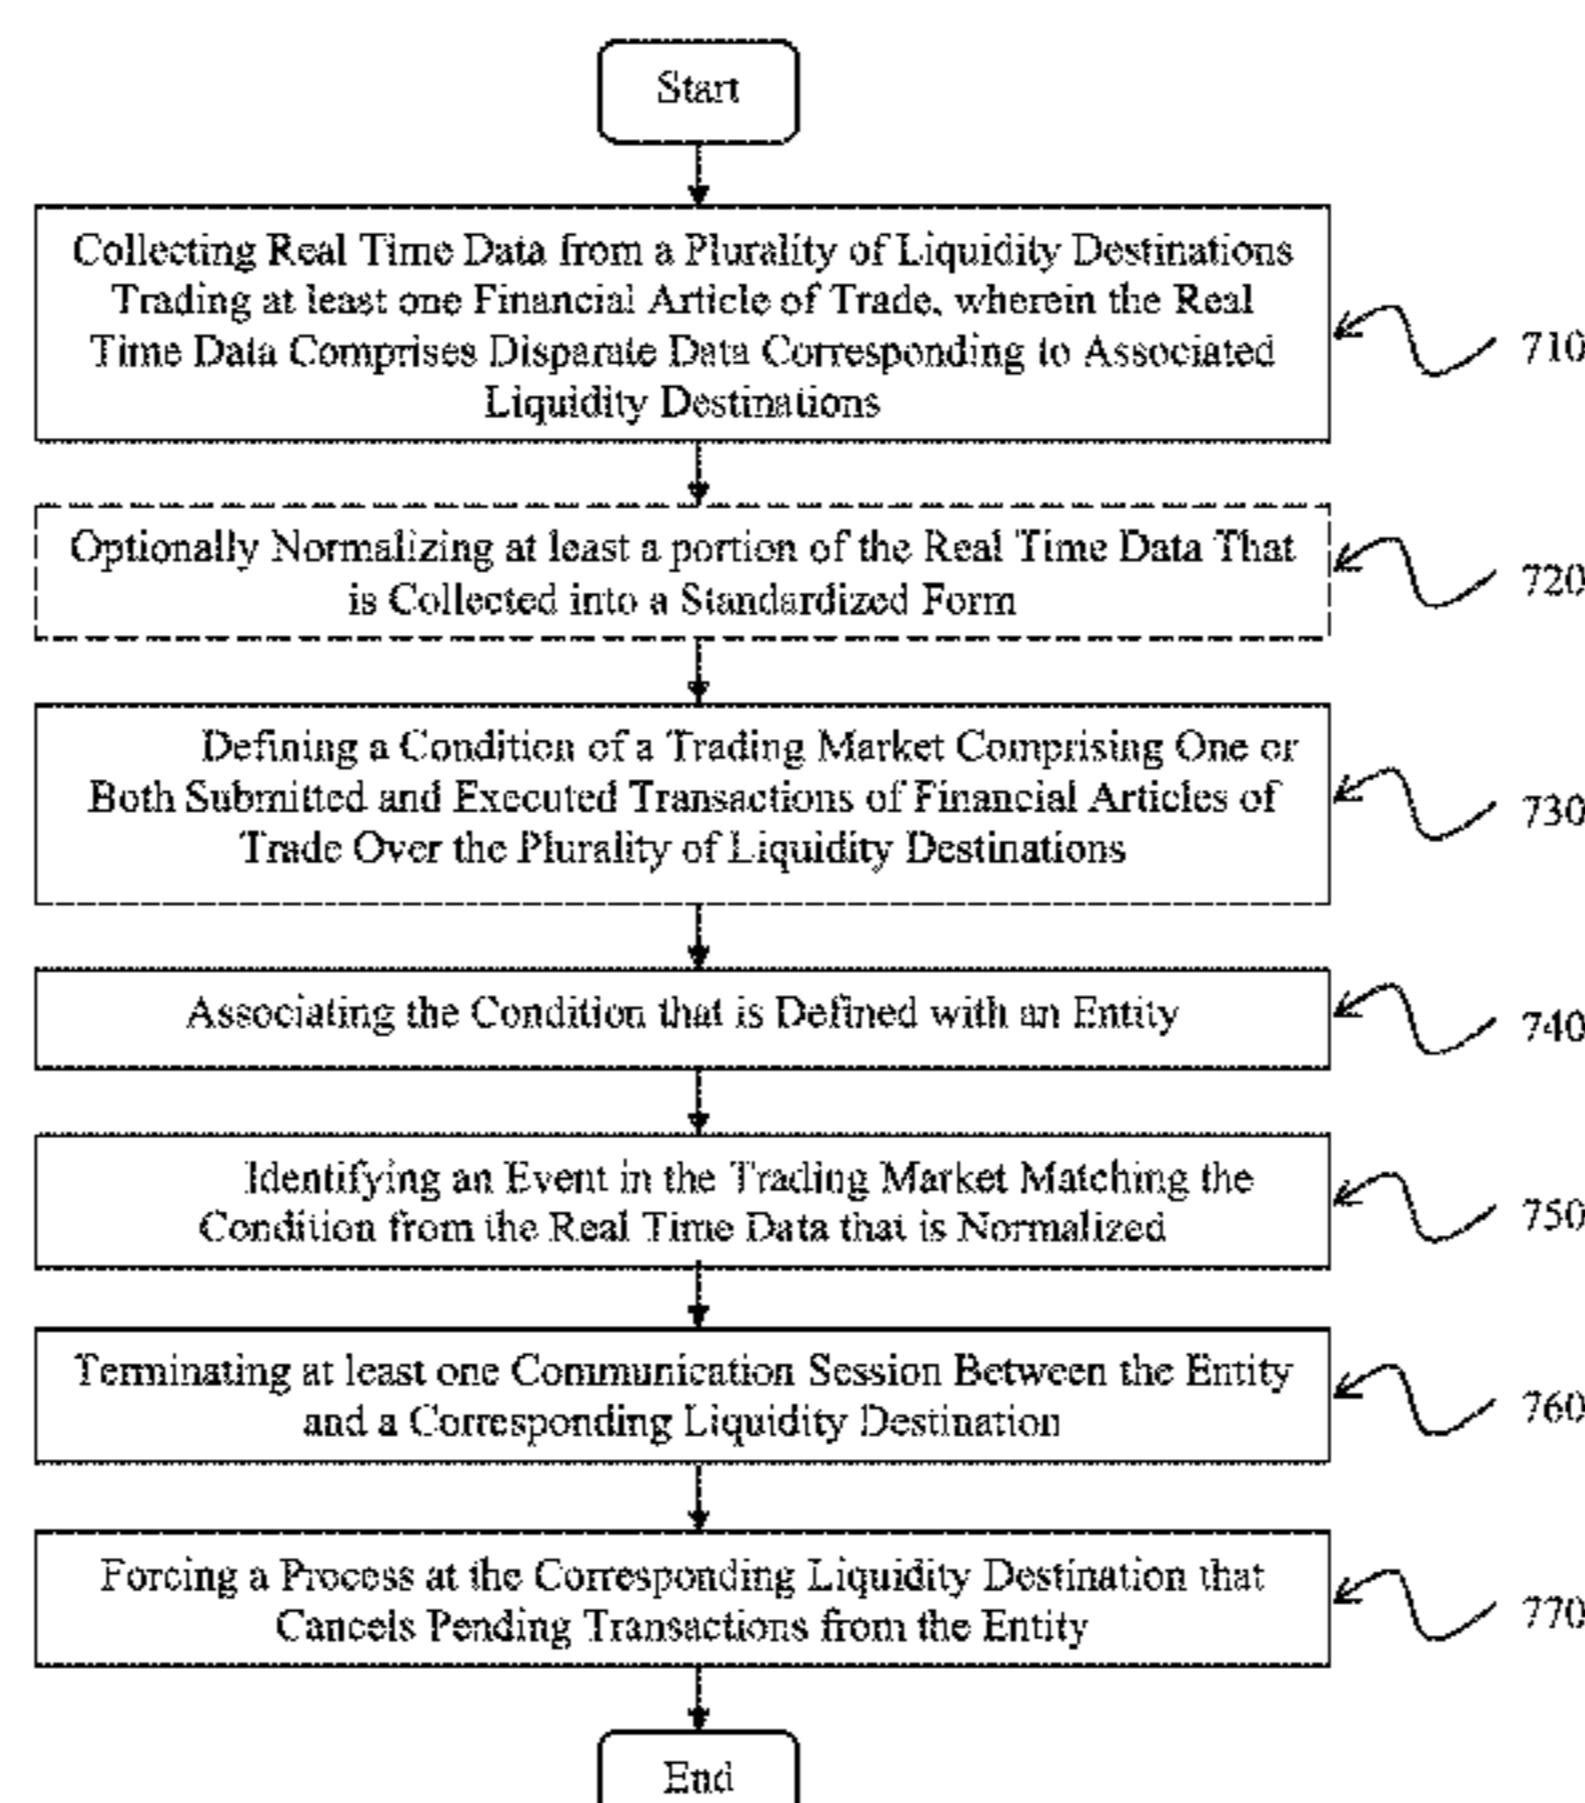 Start
Collecting Real Time Data from a Plurality of Liquidity Destinations
Trading at least one Financial Article of Trade, wherein the Real
Time Data Comprises Disparate Data Corresponding to Associated
Liquidity Destinations
710
Optionally Normalizing at least a portion of the Real Time Data That
is Collected into a Standardized Form
720
Defining a Condition of a Trading Market Comprising One or
Both Submitted and Executed Transactions of Financial Articles of
Trade Over the Plurality of Liquidity Destinations
730
Associating the Condition that is Defined with an Entity
740
Identifying an Event in the Trading Market Matching the
Condition from the Real Time Data that is Normalized
750
Terminating at least one Communication Session Between the Entity
and a Corresponding Liquidity Destination
760
Forcing a Process at the Corresponding Liquidity Destination that
Cancels Pending Transactions from the Entity
770
End